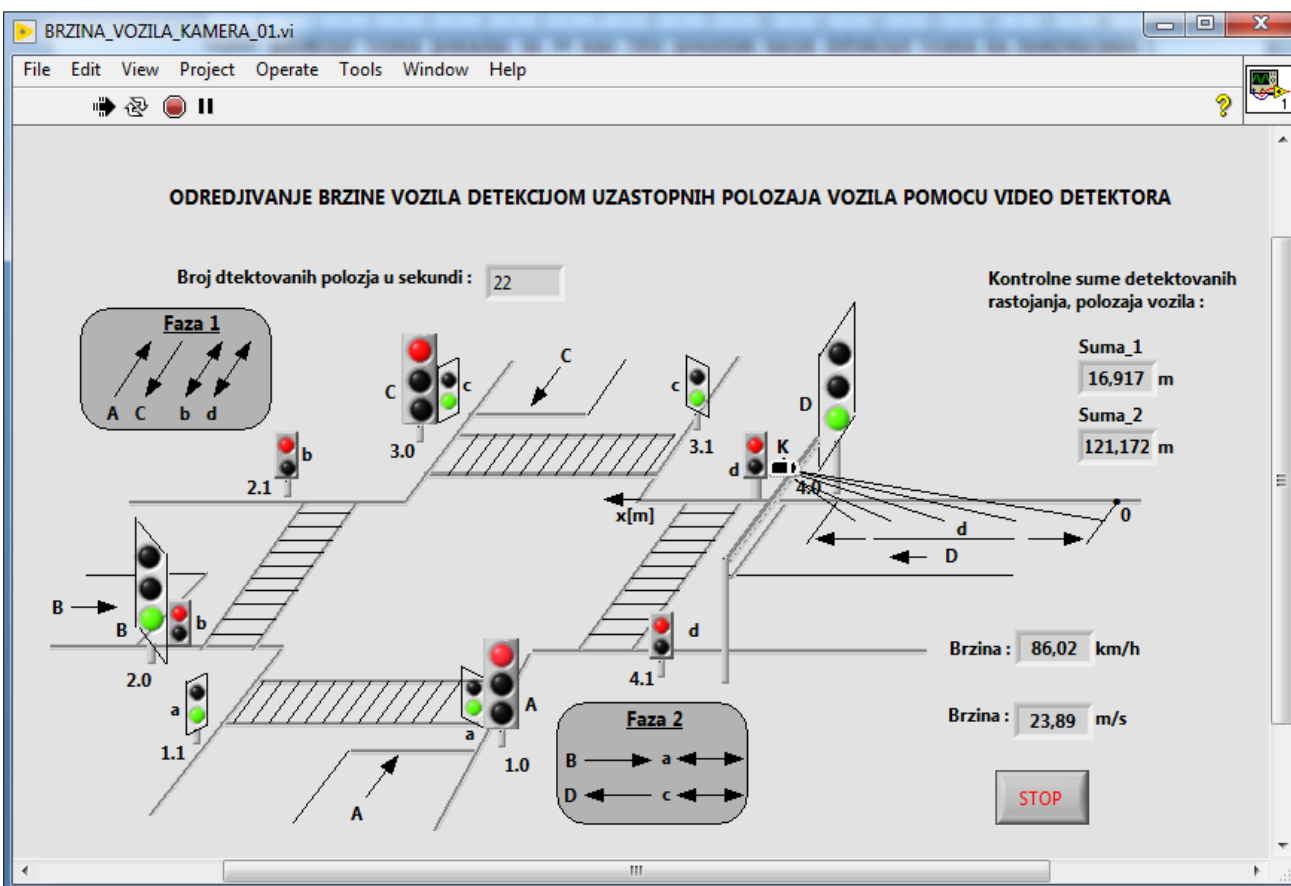 BRZINA_VOZILA_KAMERA_01.vi
File Edit View Project Operate Tools Window Help
1
ODREDJIVANJE BRZINE VOZILA DETEKCIJOM UZASTOPNIH POLOZAJA VOZILA POMOCU VIDEO DETEKTORA
Broj dtektovanih polozja u sekundi : 22
Kontrolne sume detektovanih
rastojanja, polozaja vozila :
Faza 1
A C b d
Suma_1
16,917 m
Suma_2
121,172 m
C
C c
3.0
c
3.1
D
b
2.1
K
d
4.0
x[m]
0
d
D
B
B
b
2.0
d
4.1
a
1.1
A
a
1.0
A
Faza 2
B a
D c
Brzina : 86,02 km/h
Brzina : 23,89 m/s
STOP